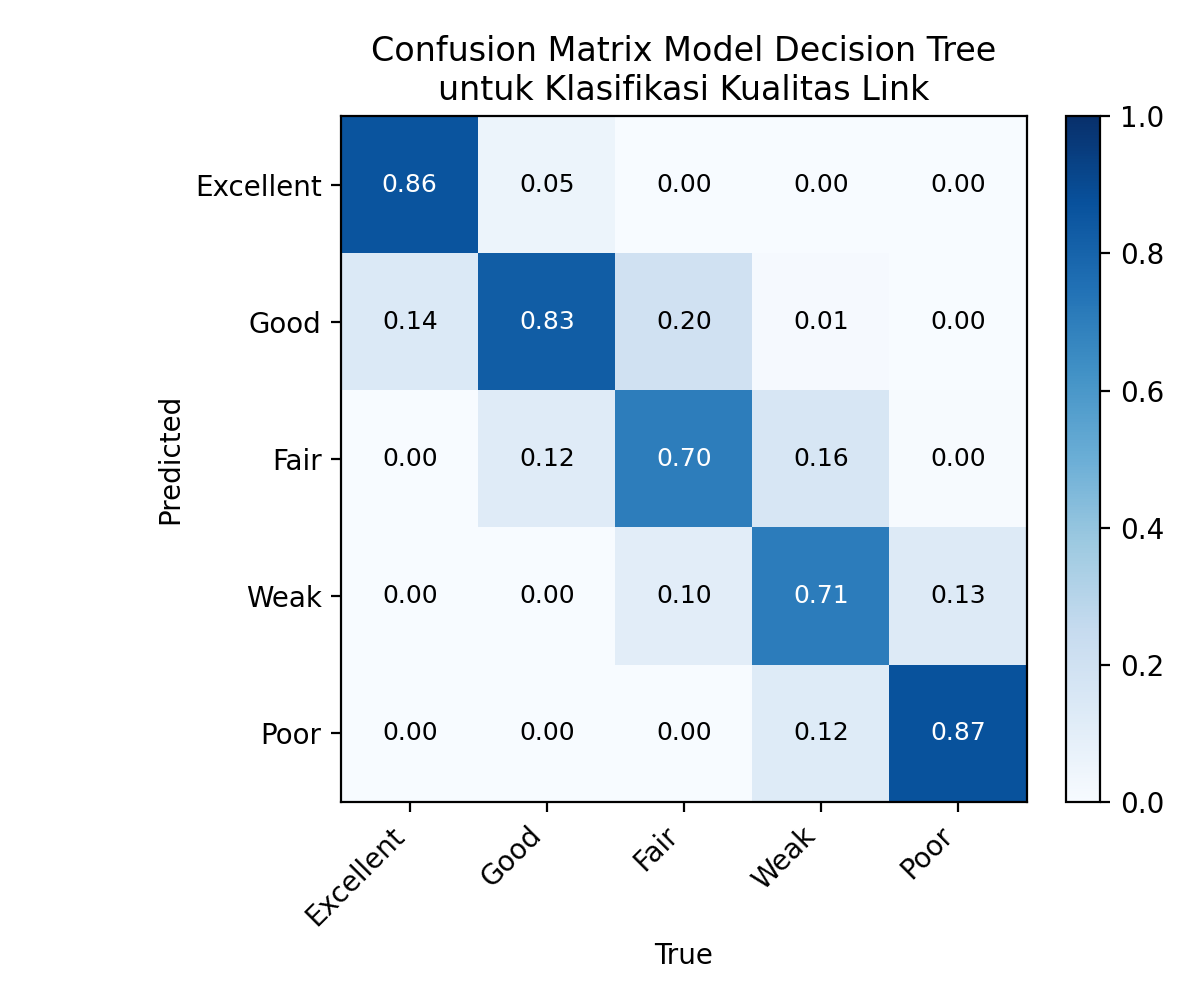 Confusion Matrix Model Decision Tree
untuk Klasifikasi Kualitas Link
Predicted
Excellent 0.86 0.05 0.00 0.00 0.00
Good 0.14 0.83 0.20 0.01 0.00
Fair 0.00 0.12 0.70 0.16 0.00
Weak 0.00 0.00 0.10 0.71 0.13
Poor 0.00 0.00 0.00 0.12 0.87
Excellent Good Fair Weak Poor
True
1.0
0.8
0.6
0.4
0.2
0.0